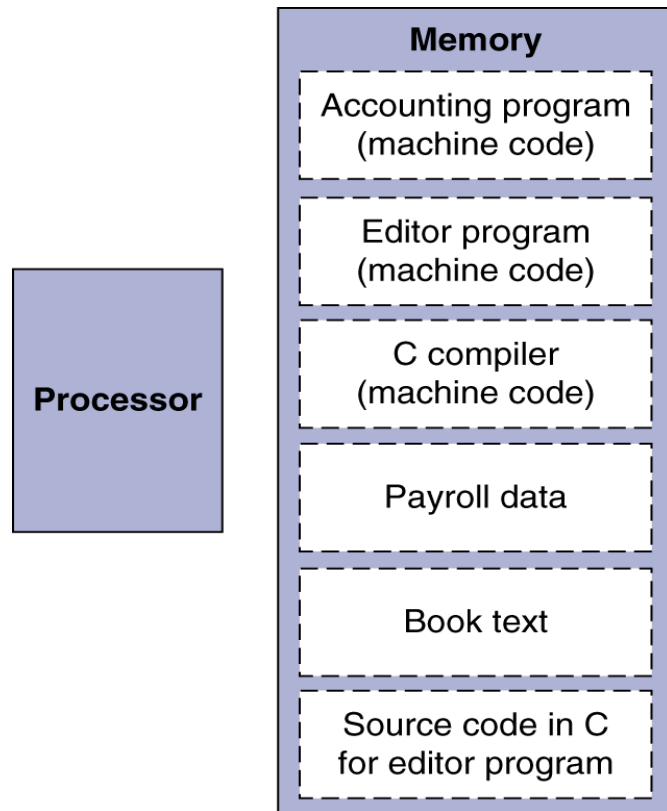 Memory
Accounting program
(machine code)
Editor program
(machine code)
C compiler
(machine code)
Processor
Payroll data
Book text
Source code in C
for editor program